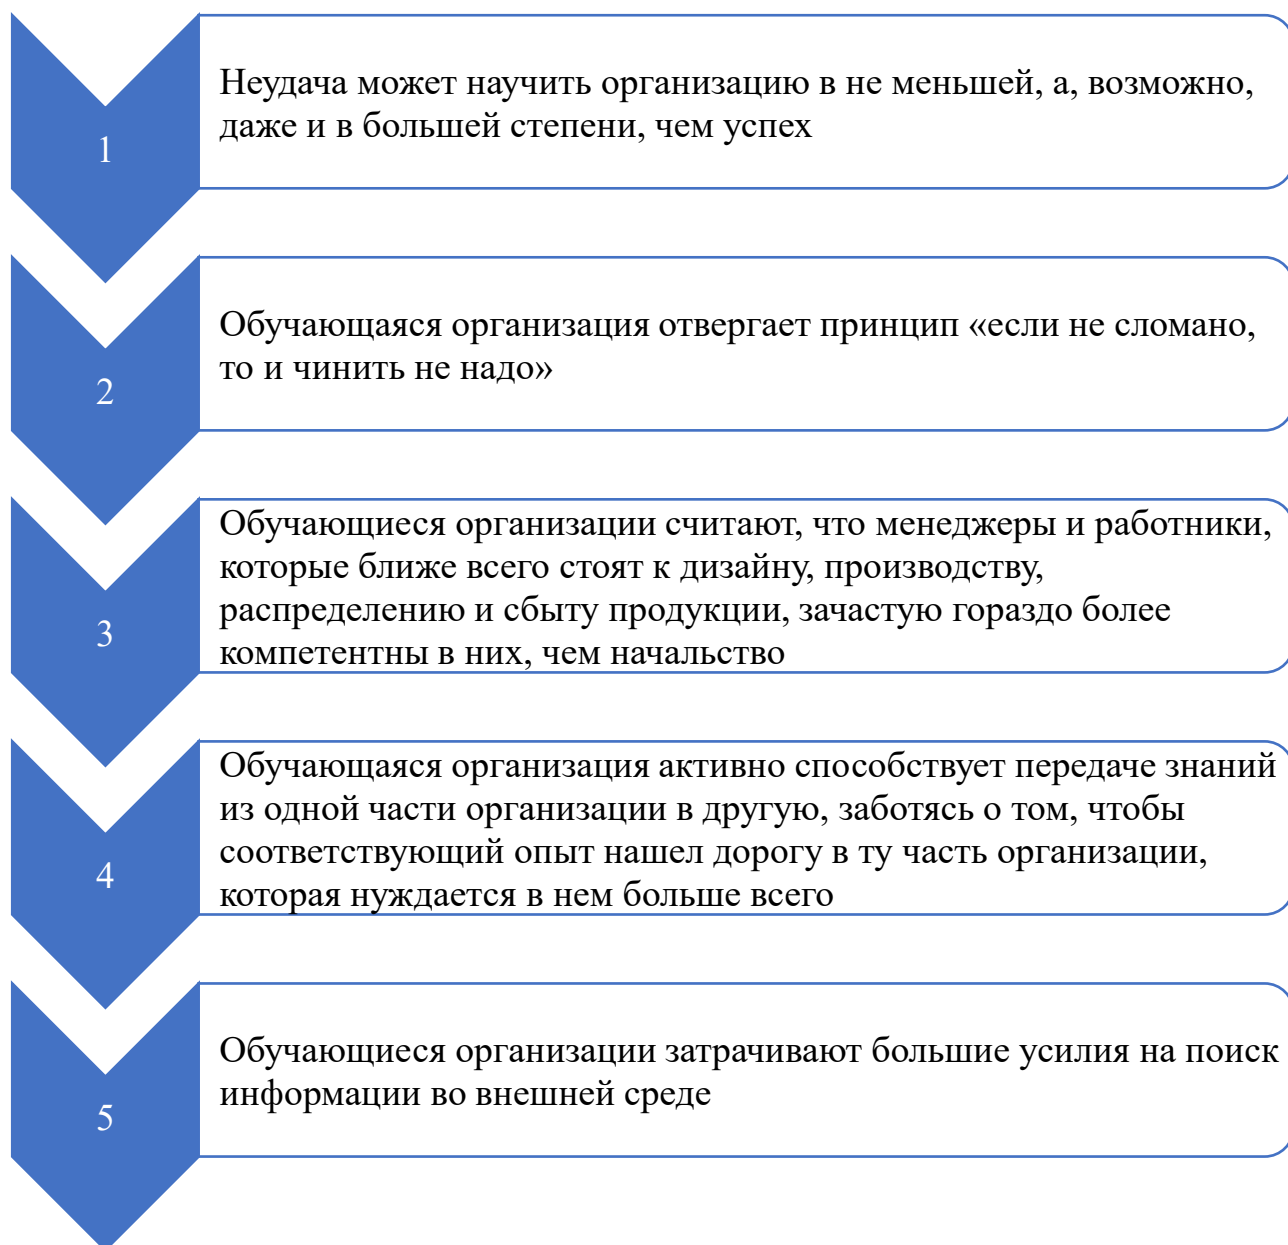 1
Неудача может научить организацию в не меньшей, а, возможно,
даже и в большей степени, чем успех
2
Обучающаяся организация отвергает принцип «если не сломано,
то и чинить не надо»
3
Обучающиеся организации считают, что менеджеры и работники,
которые ближе всего стоят к дизайну, производству,
распределению и сбыту продукции, зачастую гораздо более
компетентны в них, чем начальство
4
Обучающаяся организация активно способствует передаче знаний
из одной части организации в другую, заботясь о том, чтобы
соответствующий опыт нашел дорогу в ту часть организации,
которая нуждается в нем больше всего
5
Обучающиеся организации затрачивают большие усилия на поиск
информации во внешней среде